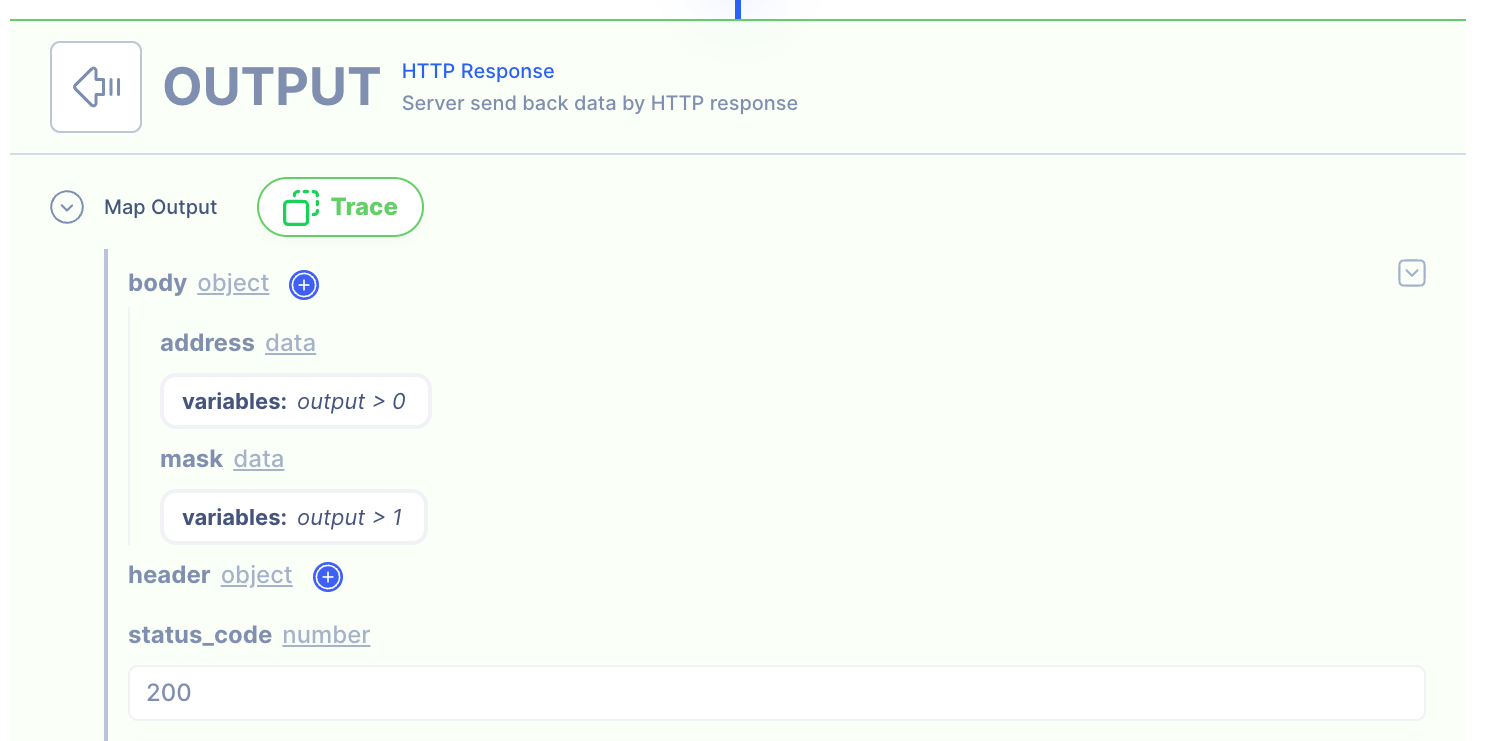 OUTPUT
HTTP Response
Server send back data by HTTP response
Map Output
Trace
body object
address data
variables: output > 0
mask data
variables: output > 1
header object
status_code number
200